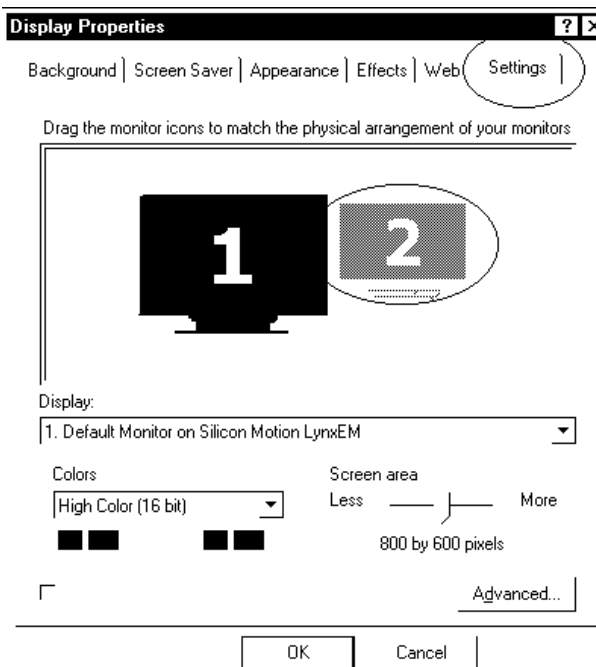 Display Properties ? X
Background Screen Saver Appearance Effects Web Settings
Drag the monitor icons to match the physical arrangement of your monitors
1 2
Display:
1. Default Monitor on Silicon Motion LynxEM
Colors Screen area
High Color (16 bit) Less More
800 by 600 pixels
Advanced...
OK Cancel